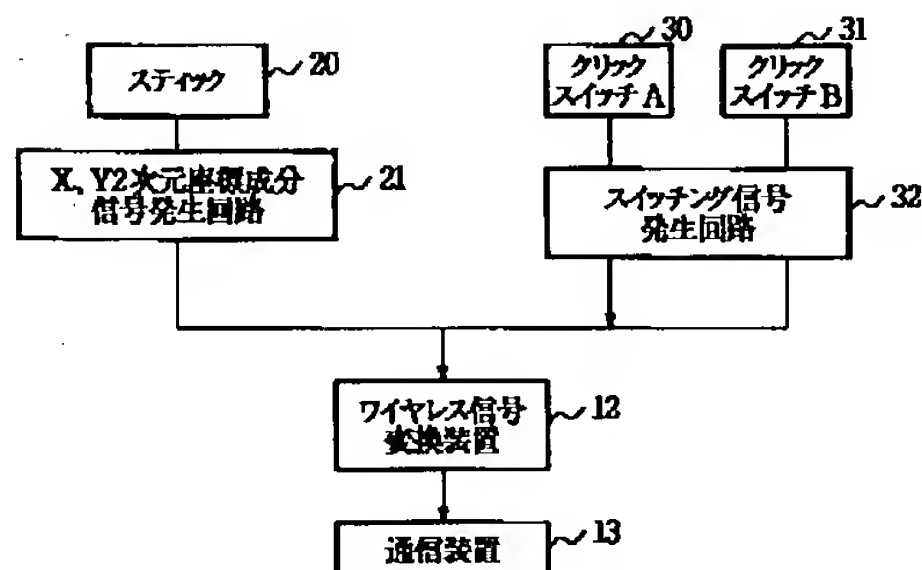 スティック
20
クリック
スイッチA
30
クリック
スイッチB
31
X、Y2次元座標成分
信号発生回路
21
スイッチング信号
発生回路
32
ワイヤレス信号
変換装置
12
通信装置
13